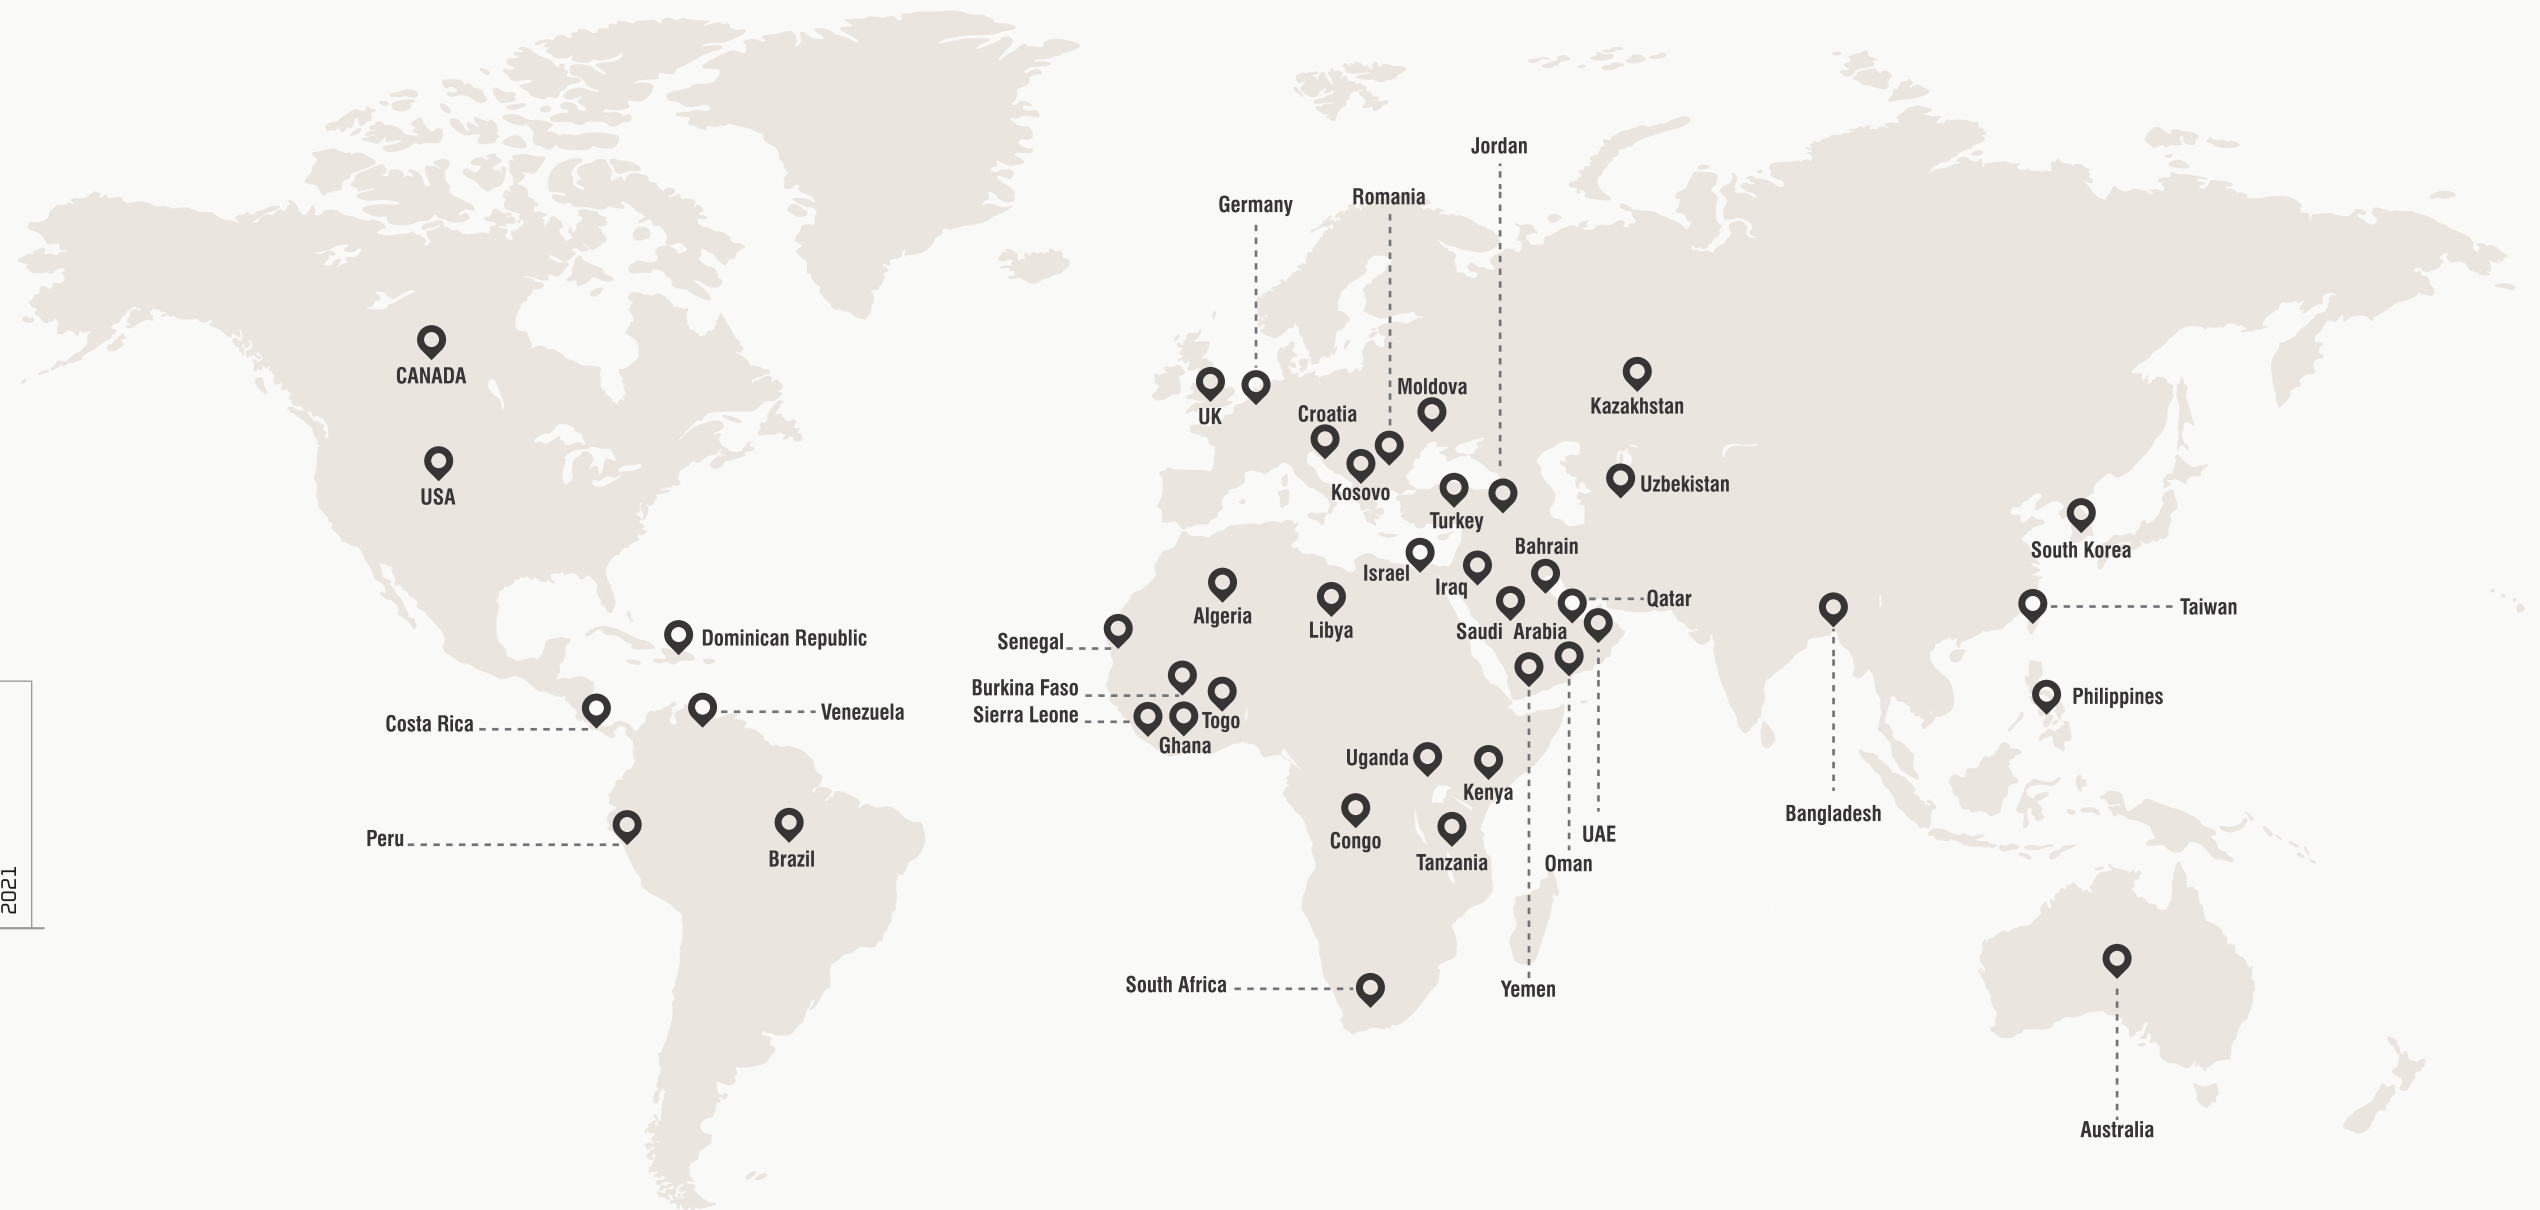 Jordan
Romania
Germany
CANADA
UK
Moldova
Croatia
Kazakhstan
USA
Kosovo
Uzbekistan
Turkey
South Korea
Bahrain
Israel
Iraq
Qatar
Algeria
Libya
Saudi Arabia
Taiwan
Dominican Republic
Senegal
Burkina Faso
Sierra Leone
Togo
Ghana
Philippines
Costa Rica
Venezuela
Uganda
Kenya
Bangladesh
Peru
Brazil
Congo
UAE
Tanzania
Oman
2021
South Africa
Yemen
Australia